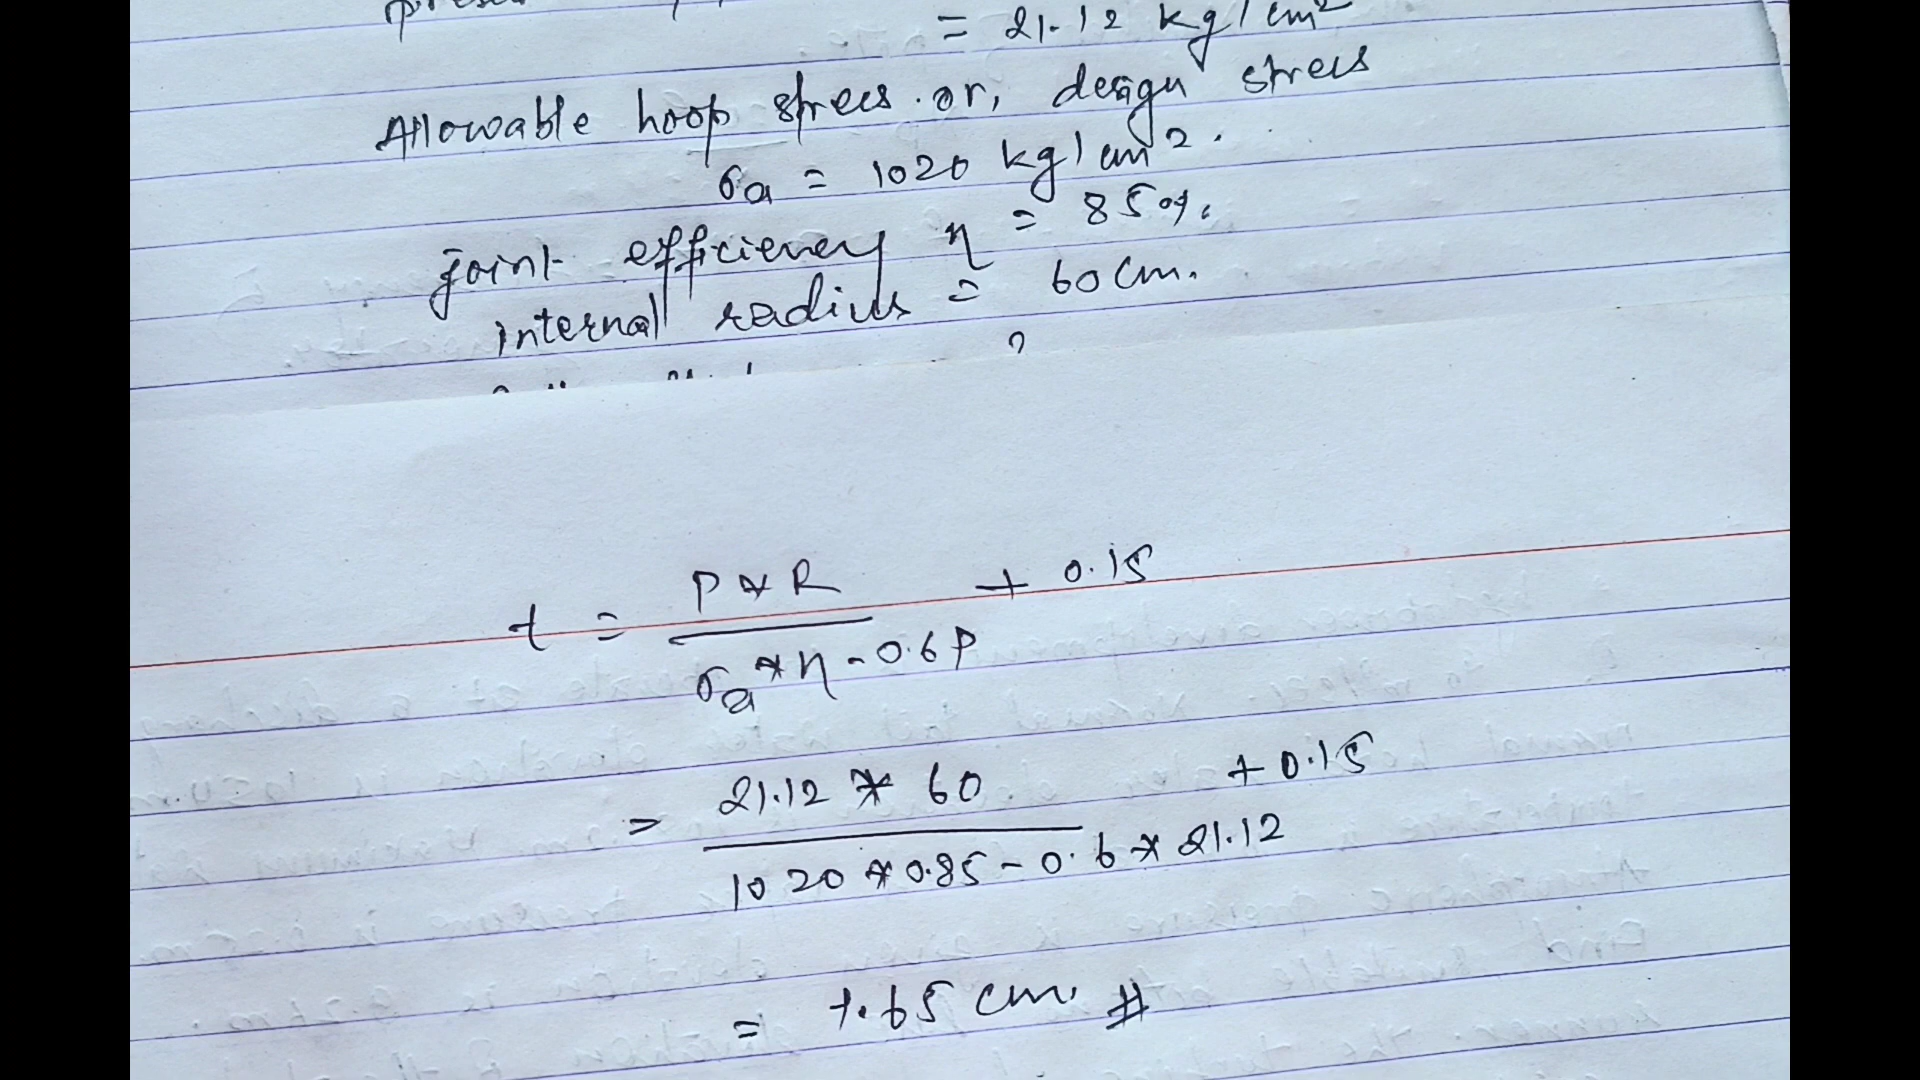 = 21.12 kg/cm²
Allowable hoop stress or, design stress
σa = 1020 kg/cm².
joint efficiency η = 85%.
internal radius = 60 cm.
?
t = P * R / σa * η - 0.6P + 0.15
= 21.12 * 60 / 1020 * 0.85 - 0.6 * 21.12 + 0.15
= 1.65 cm. #